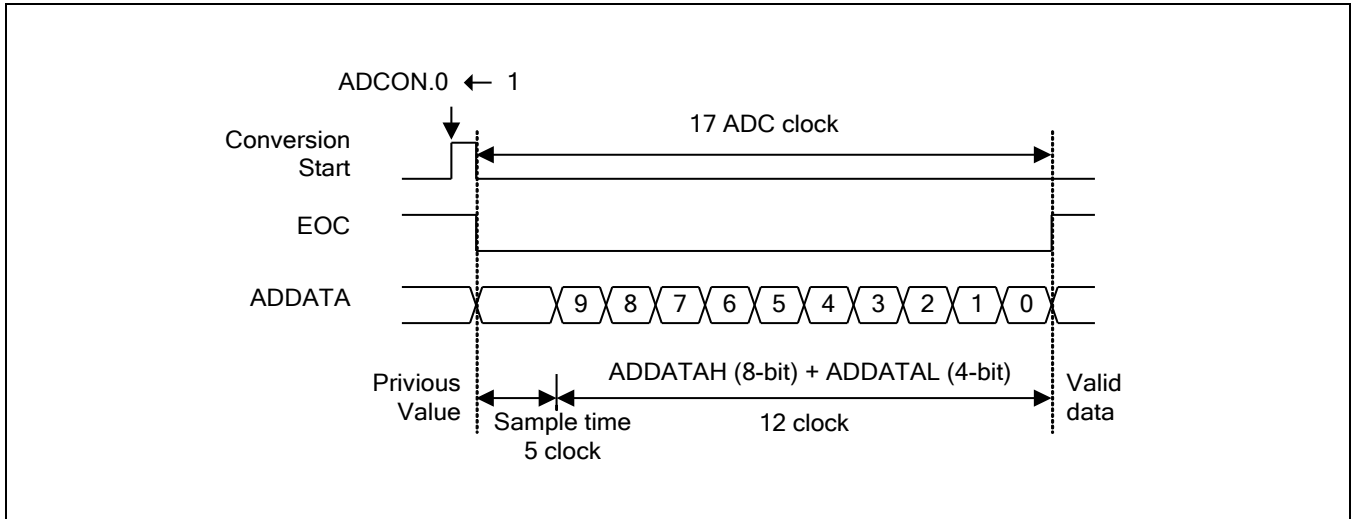 ADCON.0 ← 1
17 ADC clock
Conversion
Start
EOC
ADDATA
9 8 7 6 5 4 3 2 1 0
Privious
Value
ADDATAH (8-bit) + ADDATAL (4-bit)
Valid
data
Sample time
5 clock
12 clock